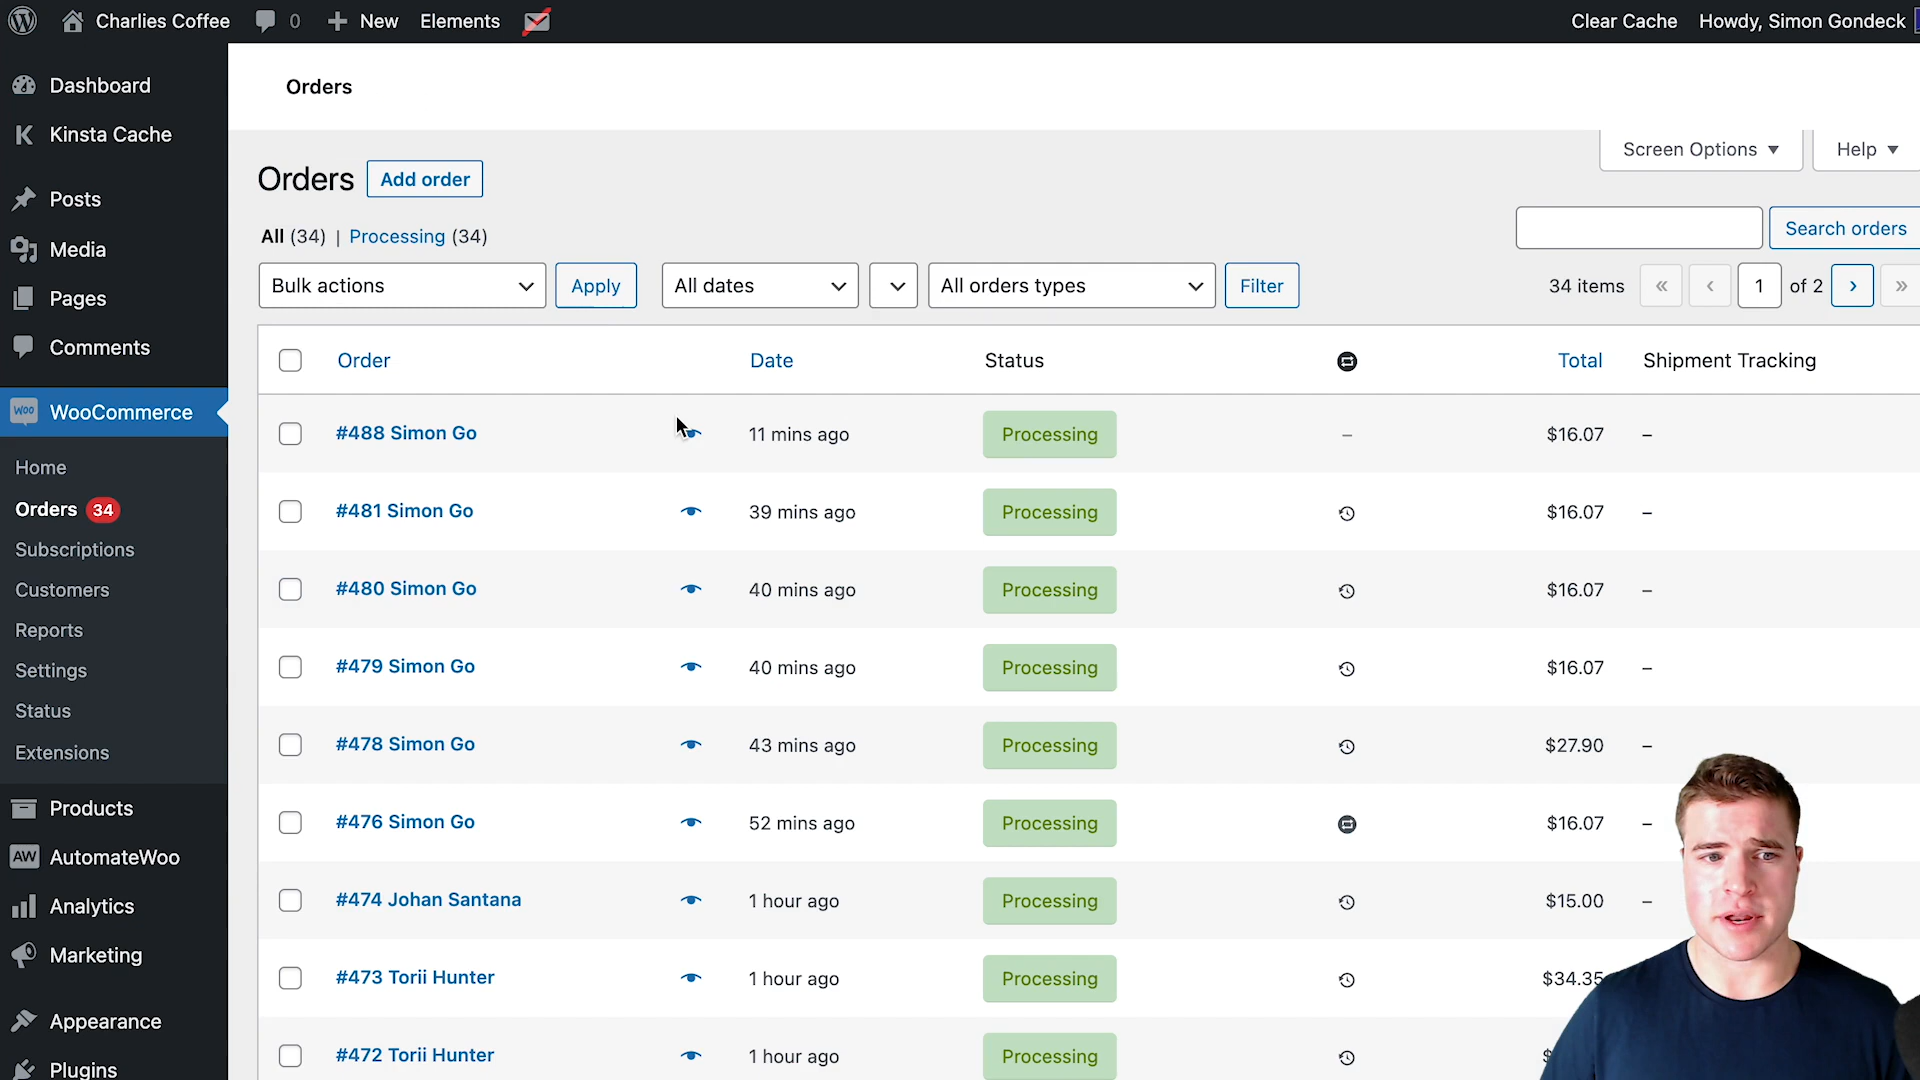 Charlies Coffee 0 New Elements Clear Cache Howdy, Simon Gondeck
Dashboard
Kinsta Cache
Posts
Media
Pages
Comments
Woo WooCommerce
Home
Orders 34
Subscriptions
Customers
Reports
Settings
Status
Extensions
Products
AW AutomateWoo
Analytics
Marketing
Appearance
Plugins
Orders
Screen Options Help
Orders Add order
All (34) | Processing (34)
Search orders
Bulk actions Apply All dates All orders types Filter 34 items « ‹ 1 of 2 › »
Order Date Status Total Shipment Tracking
#488 Simon Go 11 mins ago Processing – $16.07 –
#481 Simon Go 39 mins ago Processing $16.07 –
#480 Simon Go 40 mins ago Processing $16.07 –
#479 Simon Go 40 mins ago Processing $16.07 –
#478 Simon Go 43 mins ago Processing $27.90 –
#476 Simon Go 52 mins ago Processing $16.07 –
#474 Johan Santana 1 hour ago Processing $15.00 –
#473 Torii Hunter 1 hour ago Processing $34.35
#472 Torii Hunter 1 hour ago Processing